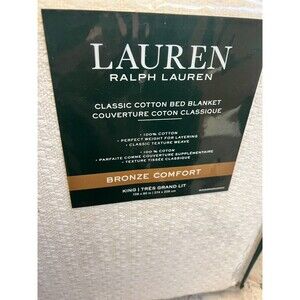 LAUREN
RALPH LAUREN
CLASSIC COTTON BED BLANKET
COUVERTURE COTON CLASSIQUE
• 100% COTTON
• PERFECT WEIGHT FOR LAYERING
• CLASSIC TEXTURE WEAVE
• 100 % COTON
• PARFAITE COMME COUVERTURE SUPPLÉMENTAIRE
• TEXTURE TISSÉE CLASSIQUE
BRONZE COMFORT
KING | TRÈS GRAND LIT